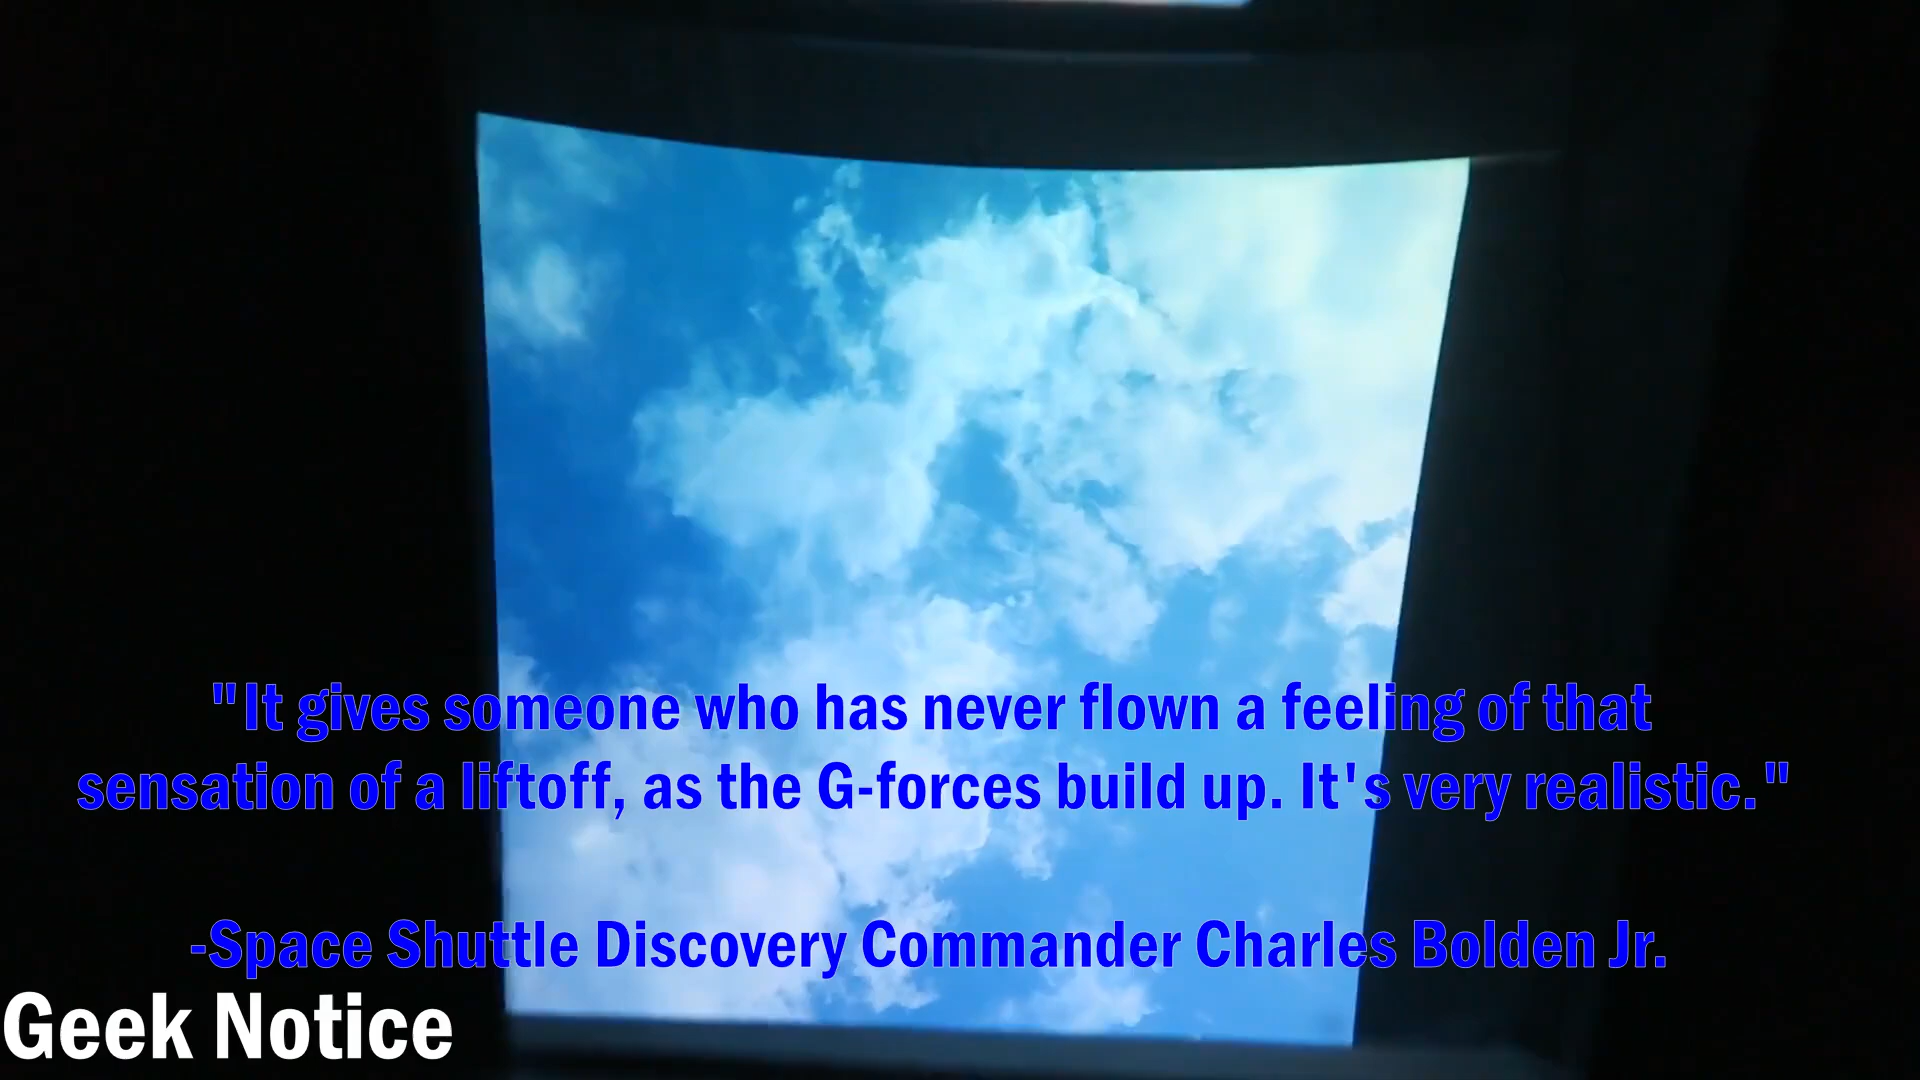 "It gives someone who has never flown a feeling of that
sensation of a liftoff, as the G-forces build up. It's very realistic."
-Space Shuttle Discovery Commander Charles Bolden Jr.
Geek Notice